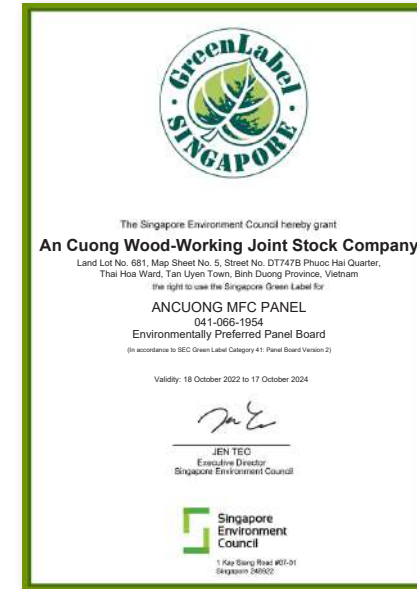 GreenLabel
SINGAPORE
The Singapore Environment Council hereby grant
An Cuong Wood-Working Joint Stock Company
Land Lot No. 681, Map Sheet No. 5, Street No. DT747B Phuoc Hai Quarter,
Thai Hoa Ward, Tan Uyen Town, Binh Duong Province, Vietnam
the right to use the Singapore Green Label for
ANCUONG MFC PANEL
041-066-1954
Environmentally Preferred Panel Board
(In accordance to SEC Green Label Category 41: Panel Board Version 2)
Validity: 18 October 2022 to 17 October 2024
JEN TEO
Executive Director
Singapore Environment Council
Singapore
Environment
Council
1 Kay Siang Road #07-01
Singapore 248922